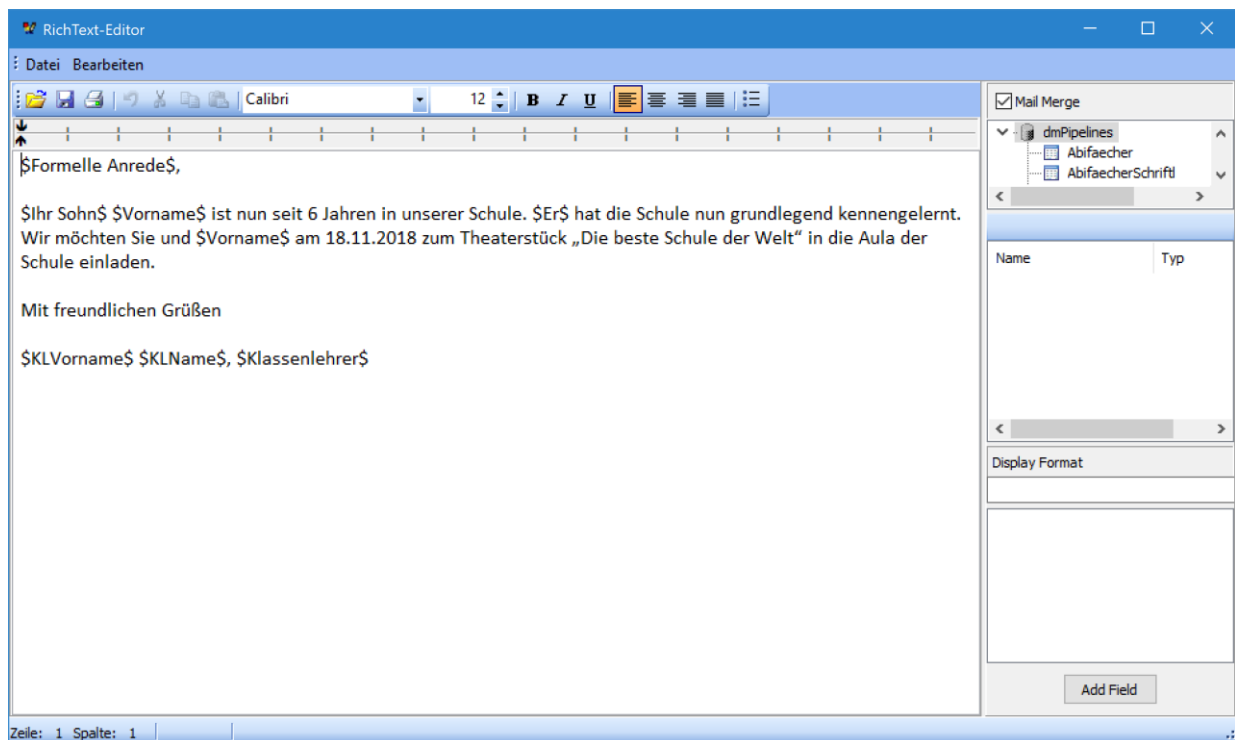 RichText-Editor
Datei Bearbeiten
Calibri 12 B I U
Mail Merge
dmPipelines
Abifaecher
AbifaecherSchriftl
$Formelle Anrede$,
$Ihr Sohn$ $Vorname$ ist nun seit 6 Jahren in unserer Schule. $Er$ hat die Schule nun grundlegend kennengelernt.
Wir möchten Sie und $Vorname$ am 18.11.2018 zum Theaterstück „Die beste Schule der Welt“ in die Aula der
Schule einladen.
Mit freundlichen Grüßen
$KLVorname$ $KLName$, $Klassenlehrer$
Name Typ
Display Format
Add Field
Zeile: 1 Spalte: 1